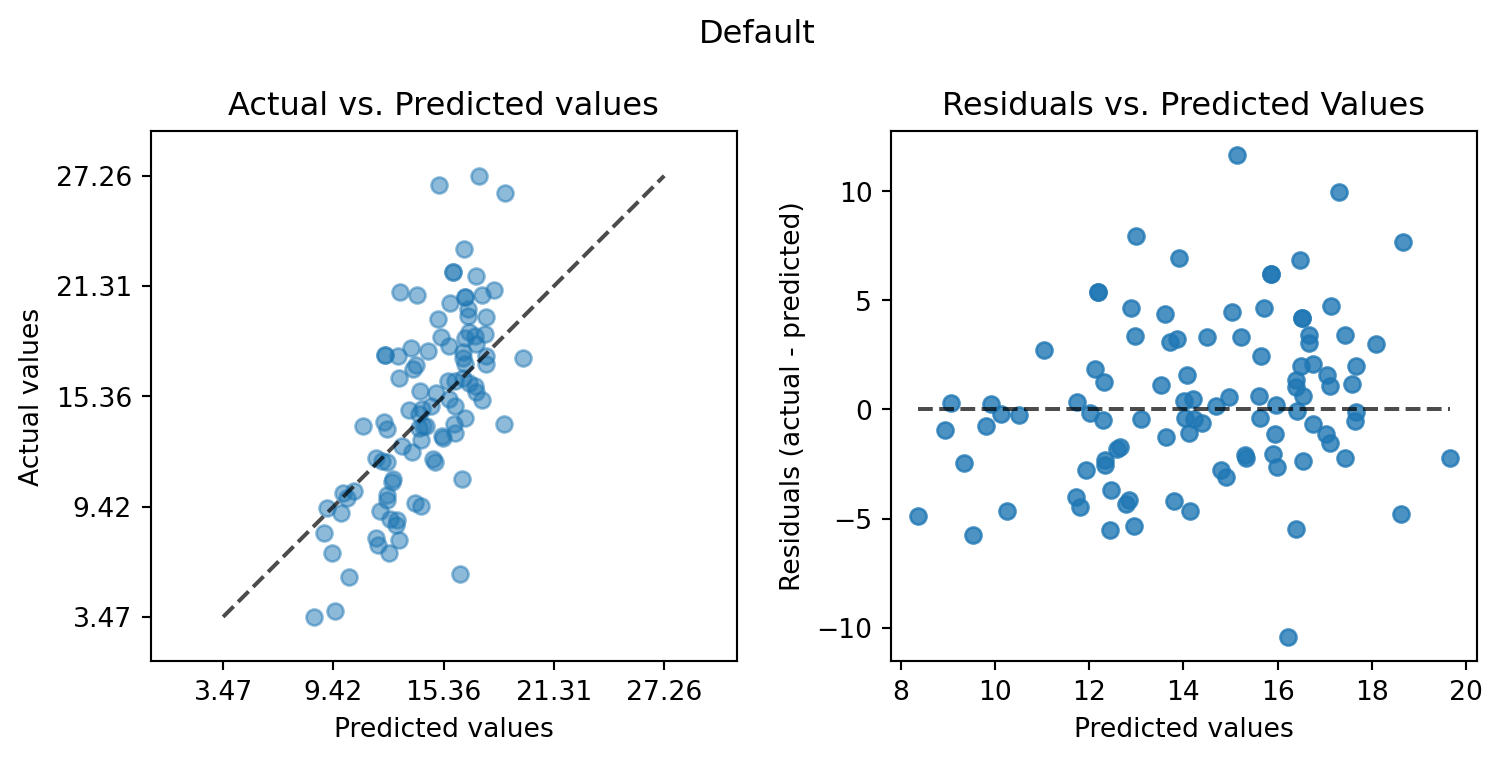 Default
Actual vs. Predicted values
Actual values
27.26
21.31
15.36
9.42
3.47
3.47 9.42 15.36 21.31 27.26
Predicted values
Residuals vs. Predicted Values
Residuals (actual - predicted)
10
5
0
−5
−10
8 10 12 14 16 18 20
Predicted values